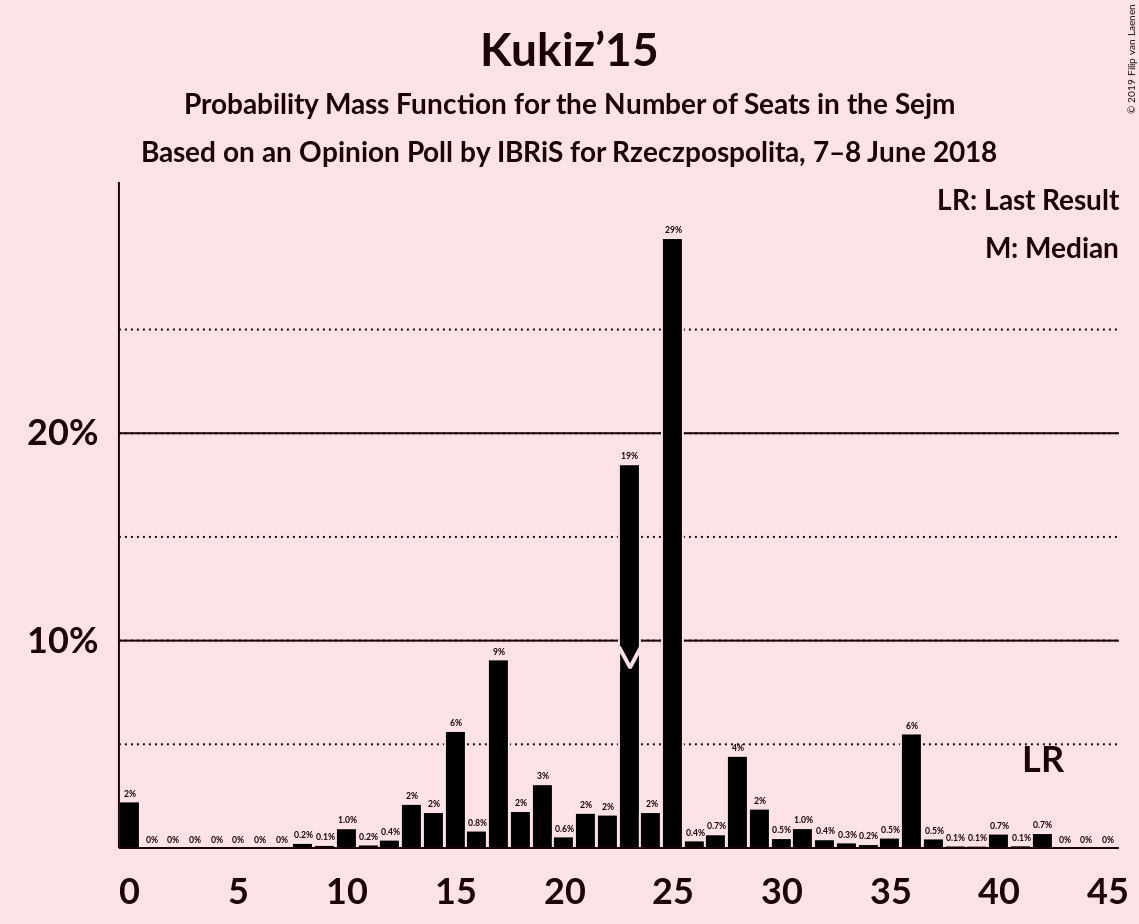 Kukiz’15
Probability Mass Function for the Number of Seats in the Sejm
Based on an Opinion Poll by IBRiS for Rzeczpospolita, 7–8 June 2018
© 2019 Filip van Laenen
LR: Last Result
M: Median
20%
10%
2% 0% 0% 0% 0% 0% 0% 0% 0.2% 0.1% 1.0% 0.2% 0.4% 2% 2% 6% 0.8% 9% 2% 3% 0.6% 2% 2% 19% 2% 29% 0.4% 0.7% 4% 2% 0.5% 1.0% 0.4% 0.3% 0.2% 0.5% 6% 0.5% 0.1% 0.1% 0.7% 0.1% 0.7% 0% 0% 0%
LR
0 5 10 15 20 25 30 35 40 45